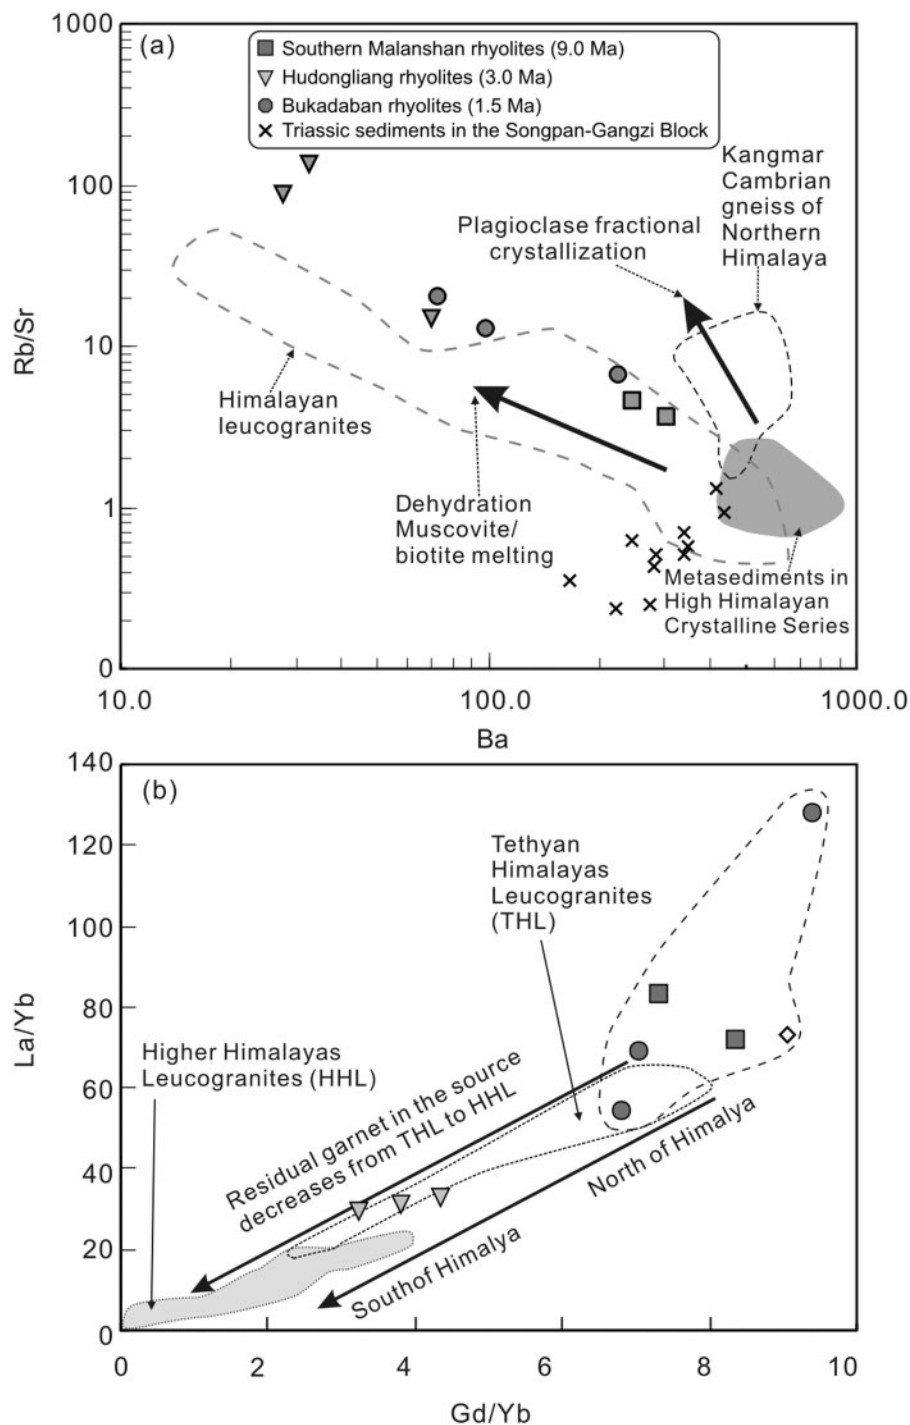 1000
(a)
Southern Malanshan rhyolites (9.0 Ma)
Hudongliang rhyolites (3.0 Ma)
Bukadaban rhyolites (1.5 Ma)
Triassic sediments in the Songpan-Gangzi Block
Kangmar
Cambrian
gneiss of
Northern
Himalaya
100
Plagioclase fractional
crystallization
10
Rb/Sr
Himalayan
leucogranites
1
Dehydration
Muscovite/
biotite melting
Metasediments in
High Himalayan
Crystalline Series
0
10.0
100.0
1000.0
Ba
140
(b)
120
Tethyan
Himalayas
Leucogranites
(THL)
100
80
La/Yb
Higher Himalayas
Leucogranites (HHL)
60
Residual garnet in the source
decreases from THL to HHL
North of Himalya
40
Southof Himalya
20
0
0
2
4
6
8
10
Gd/Yb